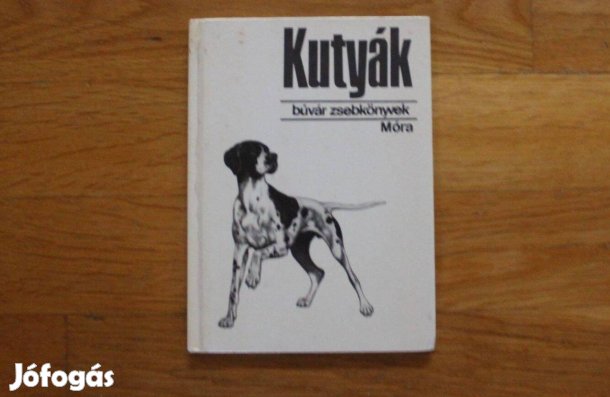 Kutyák
búvár zsebkönyvek
Móra
Jófogás